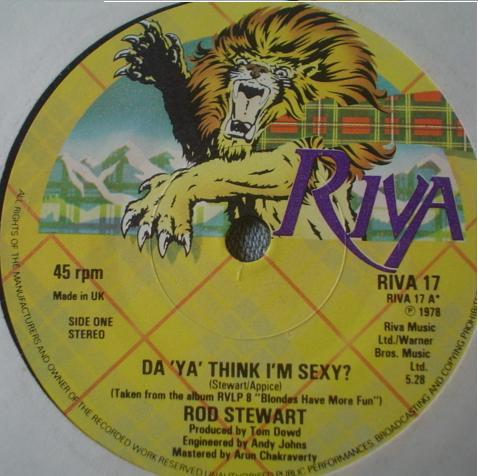 RIVA
45 rpm
Made in UK
SIDE ONE
STEREO
RIVA 17
RIVA 17 A*
℗ 1978
Riva Music
Ltd./Warner
Bros. Music
Ltd.
5.28
DA 'YA' THINK I'M SEXY?
(Stewart/Appice)
(Taken from the album RVLP 8 "Blondes Have More Fun")
ROD STEWART
Produced by Tom Dowd
Engineered by Andy Johns
Mastered by Arun Chakraverty
ALL RIGHTS OF THE MANUFACTURERS AND OWNER OF THE RECORDED WORK RESERVED UNAUTHORISED PUBLIC PERFORMANCES, BROADCASTING AND COPYING PROHIBITED